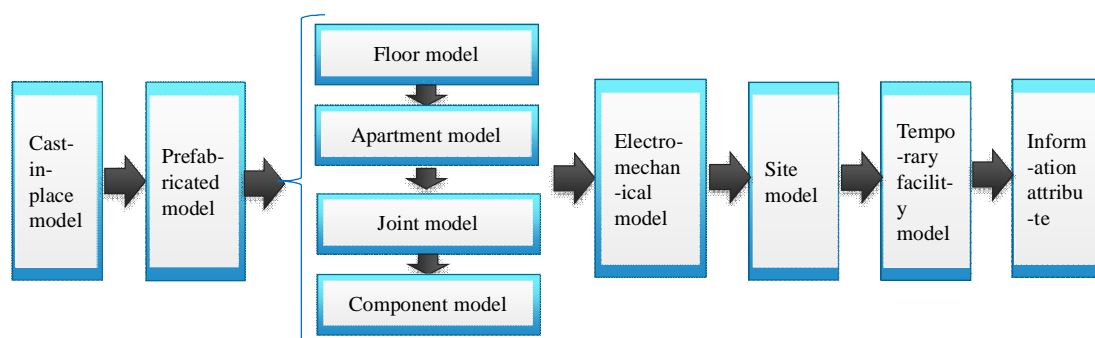 Cast-
in-
place
model
Prefab-
ricated
model
Floor model
Apartment model
Joint model
Component model
Electro-
mechan
-ical
model
Site
model
Tempo
-rary
facilit-
y
model
Inform
-ation
attribu
-te